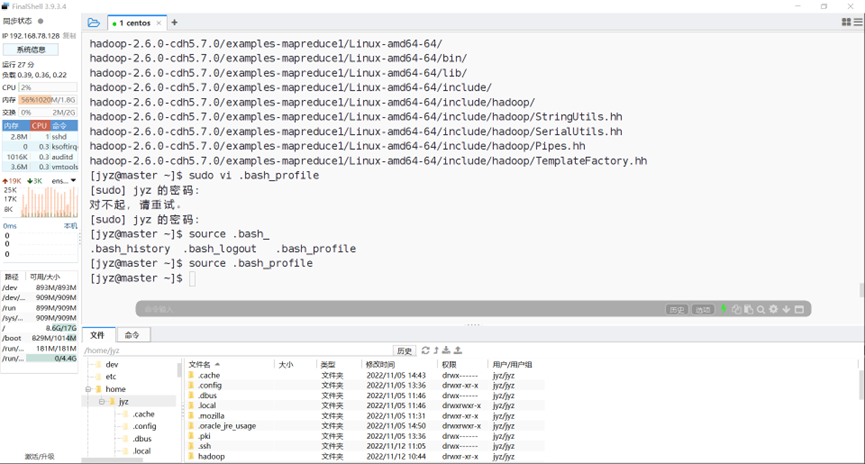 FinalShell 3.9.3.4
同步状态
IP 192.168.78.128 复制
系统信息
运行 27 分
负载 0.39, 0.36, 0.22
CPU 2%
内存 56% 1020M/1.8G
交换 0% 2M/2G
内存 CPU 命令
2.8M 1 sshd
0 0.3 ksoftirq-
1016K 0.3 auditd
3.6M 0.3 vmtools
19K 3K ens...
25K
17K
8K
0ms 本机
0
0
0
路径 可用/大小
/dev 893M/893M
/dev/... 909M/909M
/run 899M/909M
/sys/... 909M/909M
/ 8.6G/17G
/boot 829M/1014M
/run/... 181M/181M
/run/... 0/4.4G
激活/升级
1 centos × +
hadoop-2.6.0-cdh5.7.0/examples-mapreduce1/Linux-amd64-64/
hadoop-2.6.0-cdh5.7.0/examples-mapreduce1/Linux-amd64-64/bin/
hadoop-2.6.0-cdh5.7.0/examples-mapreduce1/Linux-amd64-64/lib/
hadoop-2.6.0-cdh5.7.0/examples-mapreduce1/Linux-amd64-64/include/
hadoop-2.6.0-cdh5.7.0/examples-mapreduce1/Linux-amd64-64/include/hadoop/
hadoop-2.6.0-cdh5.7.0/examples-mapreduce1/Linux-amd64-64/include/hadoop/StringUtils.hh
hadoop-2.6.0-cdh5.7.0/examples-mapreduce1/Linux-amd64-64/include/hadoop/SerialUtils.hh
hadoop-2.6.0-cdh5.7.0/examples-mapreduce1/Linux-amd64-64/include/hadoop/Pipes.hh
hadoop-2.6.0-cdh5.7.0/examples-mapreduce1/Linux-amd64-64/include/hadoop/TemplateFactory.hh
[jyz@master ~]$ sudo vi .bash_profile
[sudo] jyz 的密码：
对不起，请重试。
[sudo] jyz 的密码：
[jyz@master ~]$ source .bash_
.bash_history .bash_logout .bash_profile
[jyz@master ~]$ source .bash_profile
[jyz@master ~]$
命令输入 历史 选项
文件 命令
/home/jyz 历史
dev
etc
home
jyz
.cache
.config
.dbus
.local
文件名 大小 类型 修改时间 权限 用户/用户组
.cache 文件夹 2022/11/05 14:43 drwx------ jyz/jyz
.config 文件夹 2022/11/05 13:36 drwxr-xr-x jyz/jyz
.dbus 文件夹 2022/11/05 11:46 drwx------ jyz/jyz
.local 文件夹 2022/11/05 11:46 drwxrwxr-x jyz/jyz
.mozilla 文件夹 2022/11/05 11:31 drwxr-xr-x jyz/jyz
.oracle_jre_usage 文件夹 2022/11/05 14:50 drwxrwxr-x jyz/jyz
.pki 文件夹 2022/11/05 13:36 drwx------ jyz/jyz
.ssh 文件夹 2022/11/12 11:05 drwx------ jyz/jyz
hadoop 文件夹 2022/11/12 10:44 drwxr-xr-x jyz/jyz